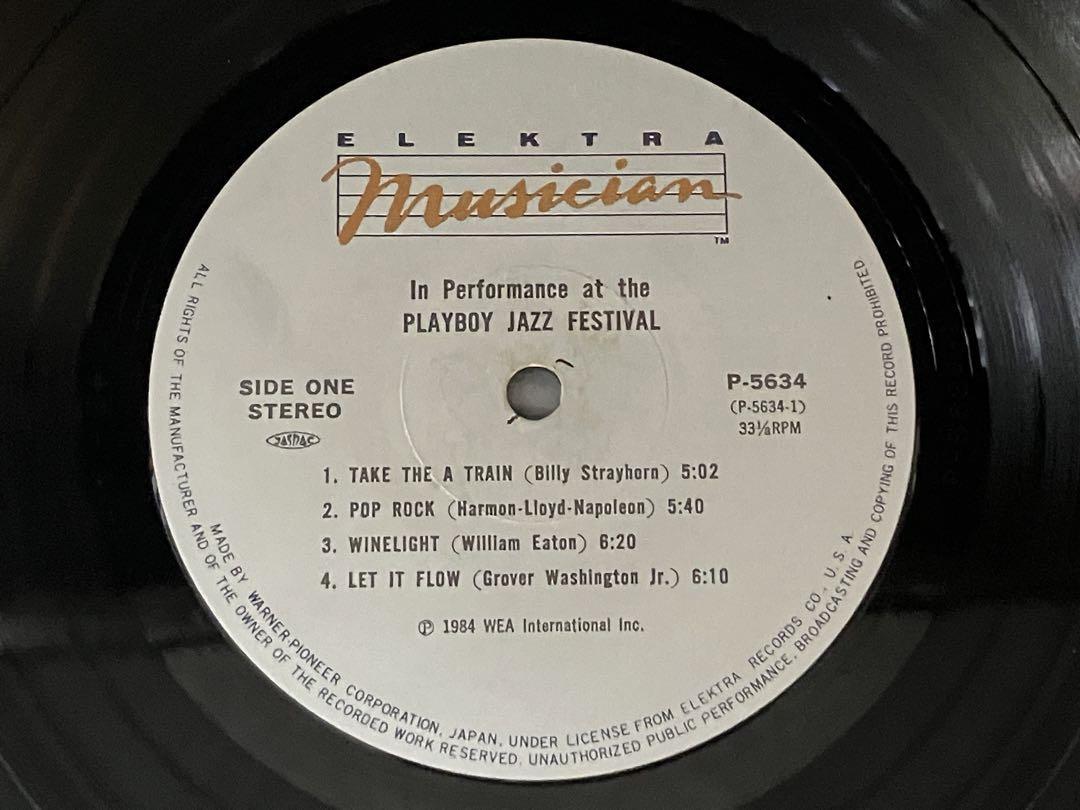 ELEKTRA
Musician
TM
In Performance at the
PLAYBOY JAZZ FESTIVAL
SIDE ONE
STEREO
JASRAC
P-5634
(P-5634-1)
33⅓RPM
1. TAKE THE A TRAIN (Billy Strayhorn) 5:02
2. POP ROCK (Harmon-Lloyd-Napoleon) 5:40
3. WINELIGHT (William Eaton) 6:20
4. LET IT FLOW (Grover Washington Jr.) 6:10
Ⓟ 1984 WEA International Inc.
MADE BY WARNER-PIONEER CORPORATION, JAPAN, UNDER LICENSE FROM ELEKTRA RECORDS CO., U. S. A.
ALL RIGHTS OF THE MANUFACTURER AND OF THE OWNER OF THE RECORDED WORK RESERVED. UNAUTHORIZED PUBLIC PERFORMANCE, BROADCASTING AND COPYING OF THIS RECORD PROHIBITED